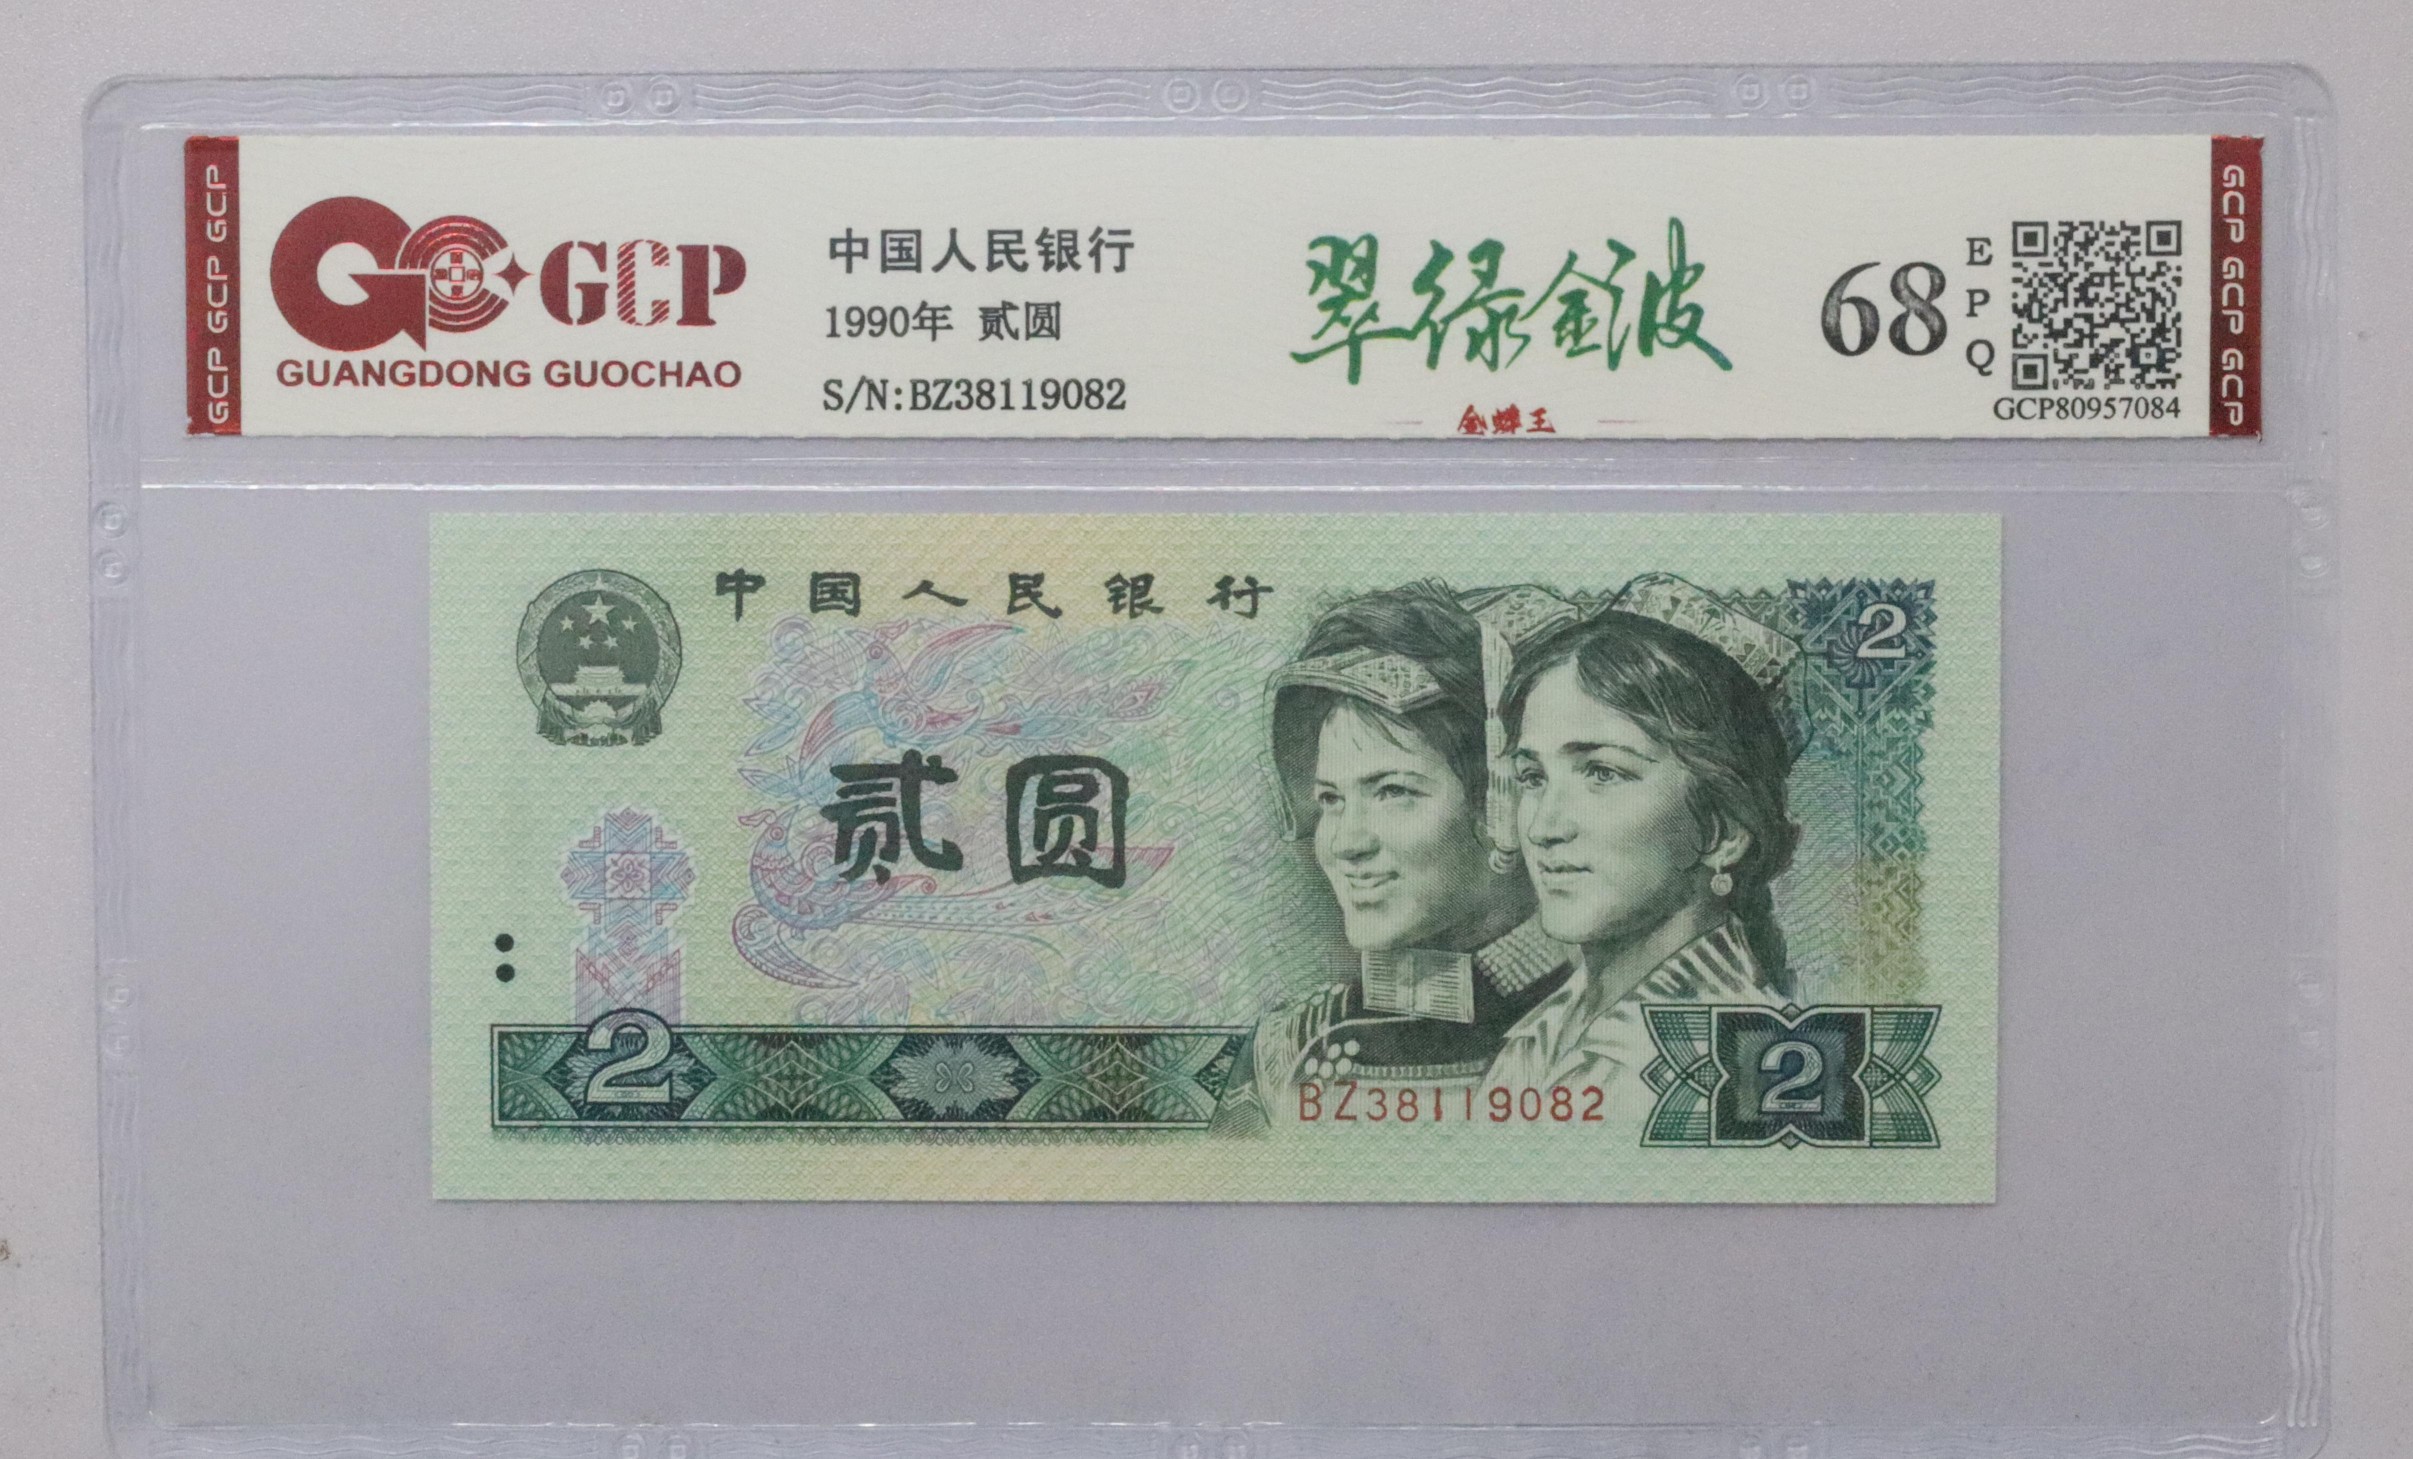 GCP GCP GCP
GCP
GUANGDONG GUOCHAO
中国人民银行
1990年 贰圆
S/N:BZ38119082
翠绿金波
金蟒王
68
EPQ
GCP80957084
GCP GCP GCP
中国人民银行
2
贰圆
2
BZ38119082
2